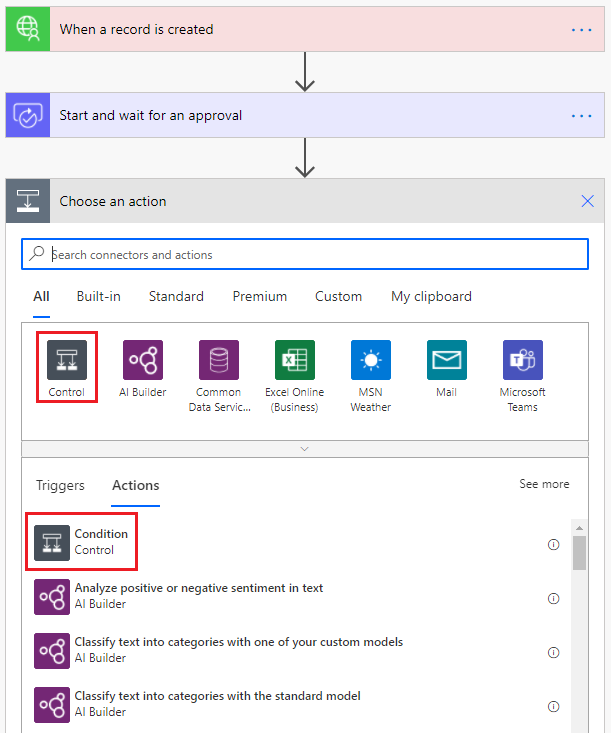 When a record is created
Start and wait for an approval
Choose an action
Search connectors and actions
All Built-in Standard Premium Custom My clipboard
Control AI Builder Common Excel Online MSN Mail Microsoft
Data Servic... (Business) Weather Teams
Triggers Actions See more
Condition
Control
Analyze positive or negative sentiment in text
AI Builder
Classify text into categories with one of your custom models
AI Builder
Classify text into categories with the standard model
AI Builder